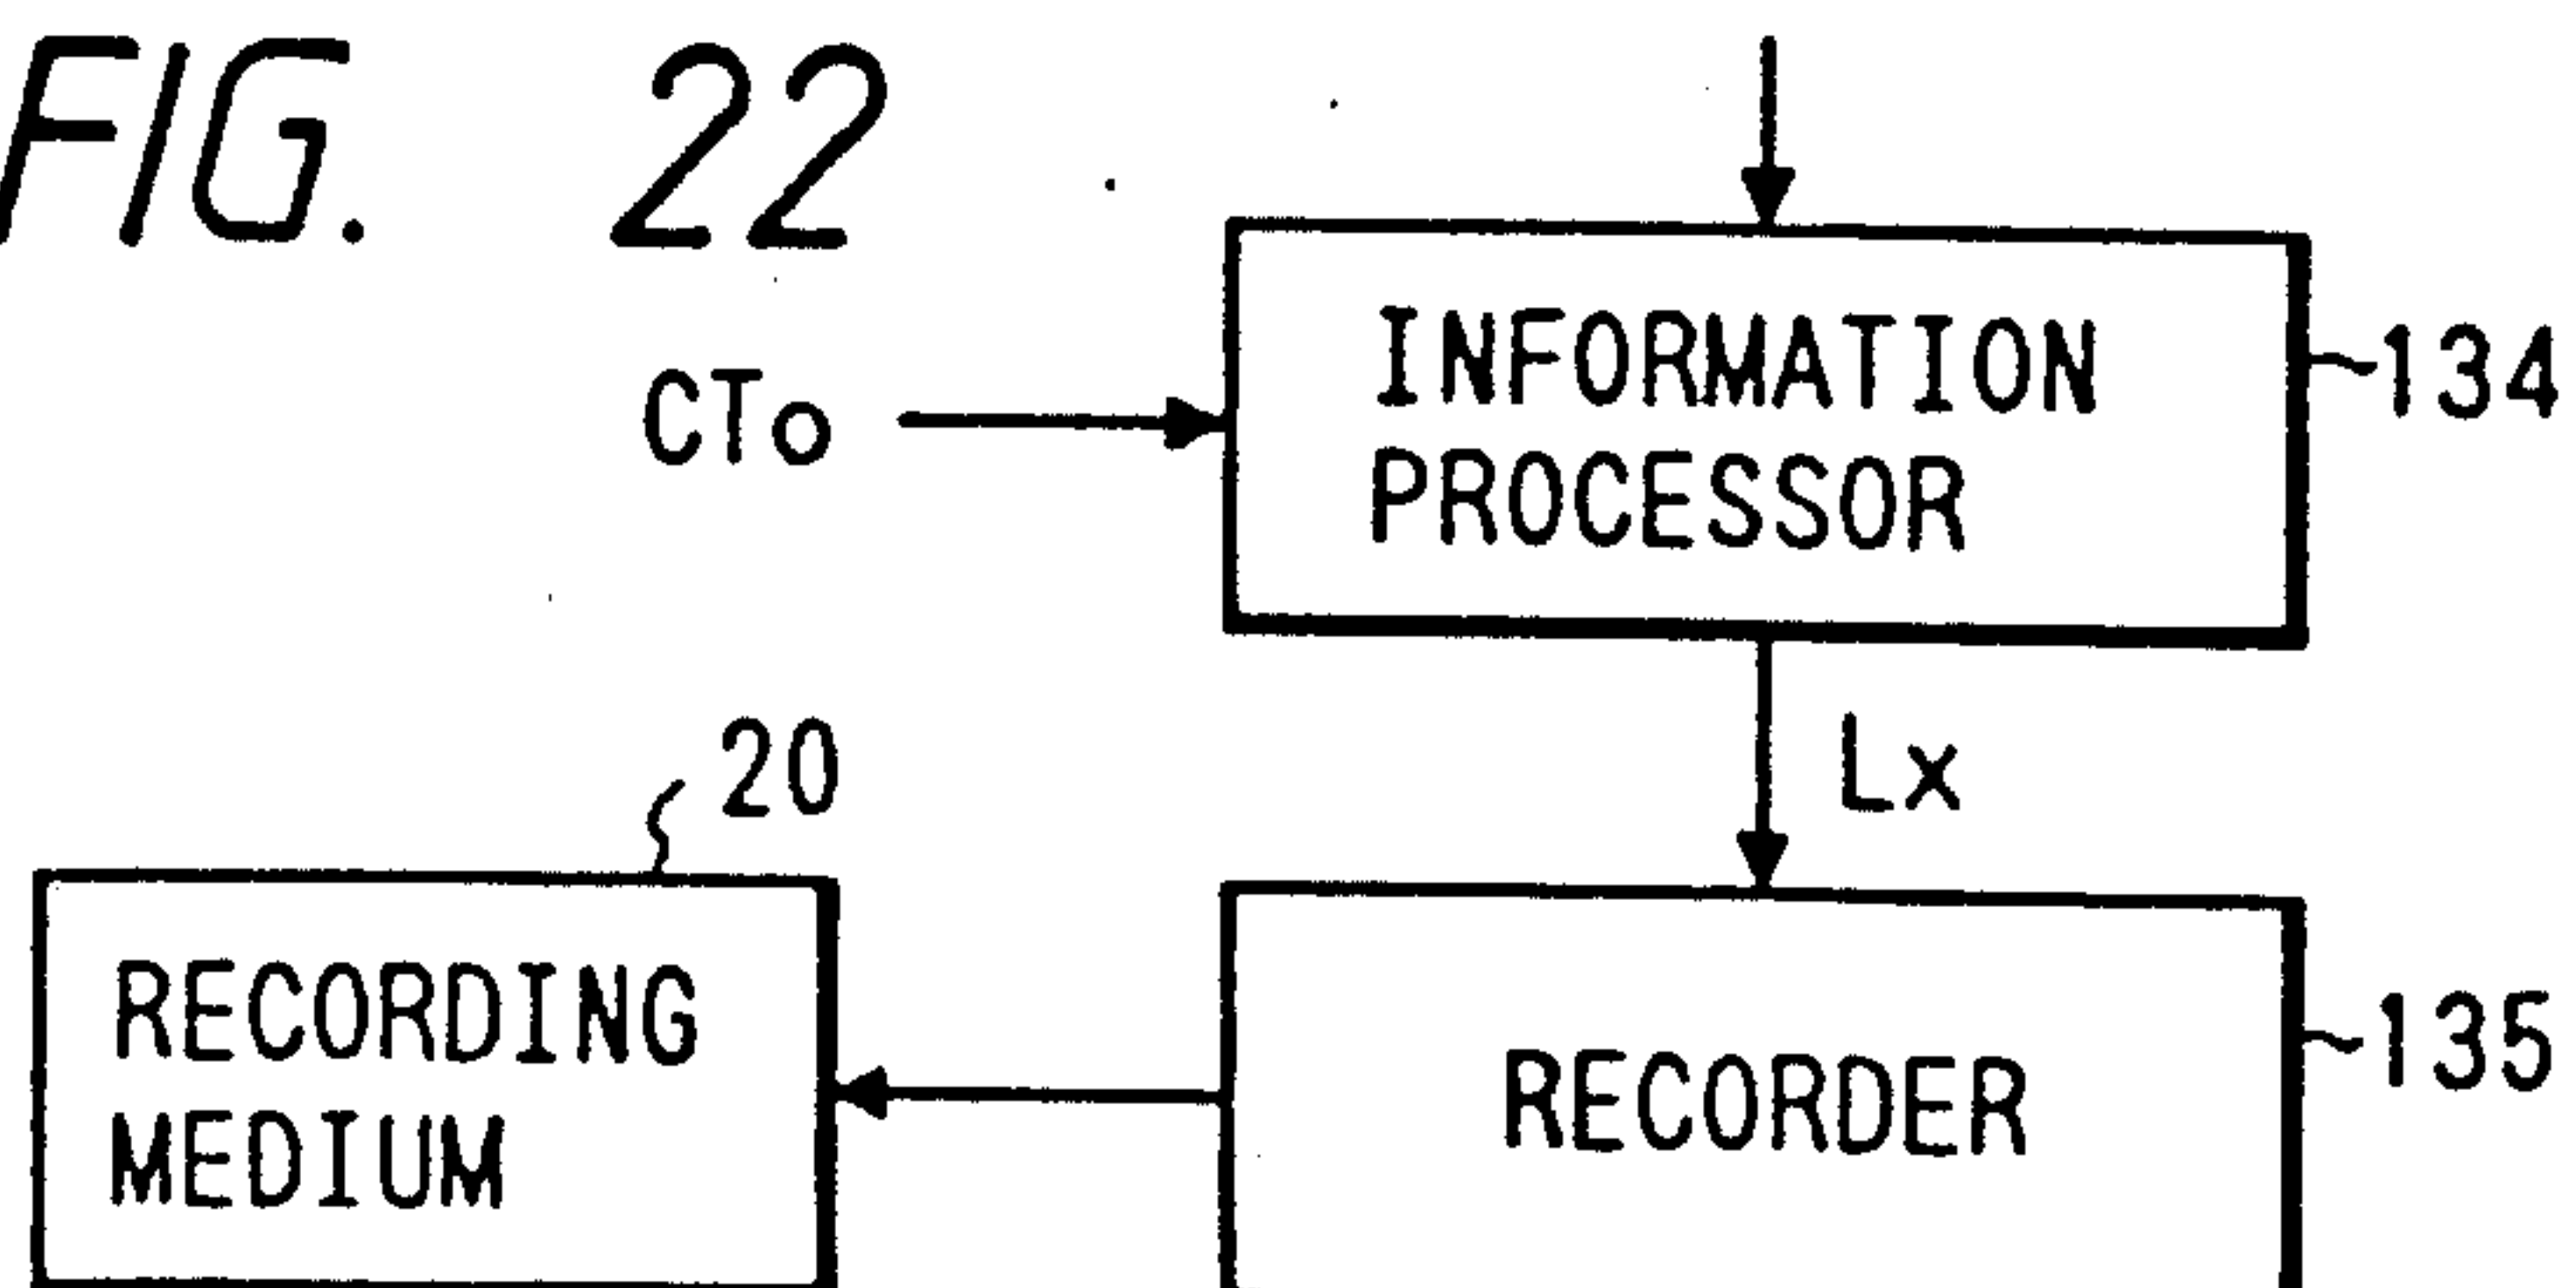 FIG. 22
CTo
INFORMATION
PROCESSOR
134
Lx
20
RECORDING
MEDIUM
RECORDER
135